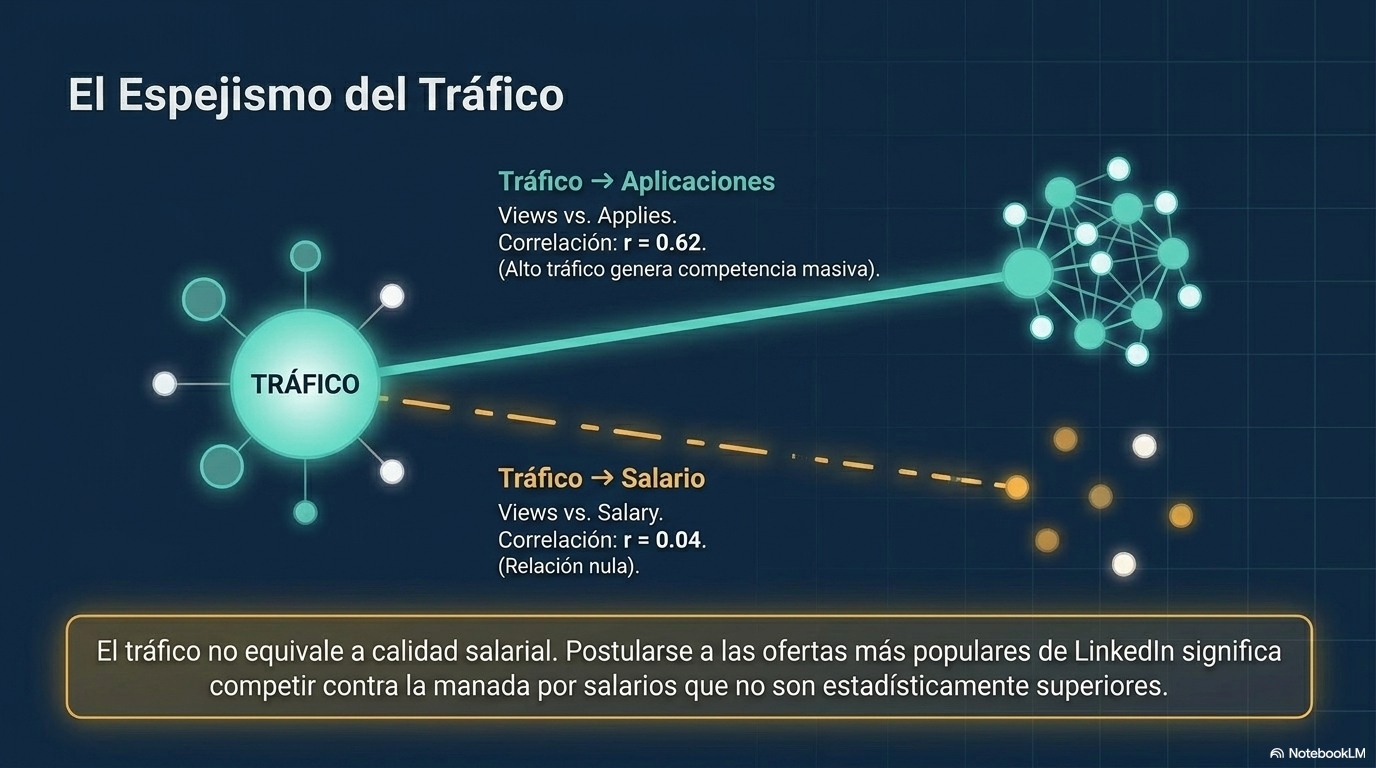 El Espejismo del Tráfico
Tráfico → Aplicaciones
Views vs. Applies.
Correlación: r = 0.62.
(Alto tráfico genera competencia masiva).
TRÁFICO
Tráfico → Salario
Views vs. Salary.
Correlación: r = 0.04.
(Relación nula).
El tráfico no equivale a calidad salarial. Postularse a las ofertas más populares de LinkedIn significa
competir contra la manada por salarios que no son estadísticamente superiores.
NotebookLM